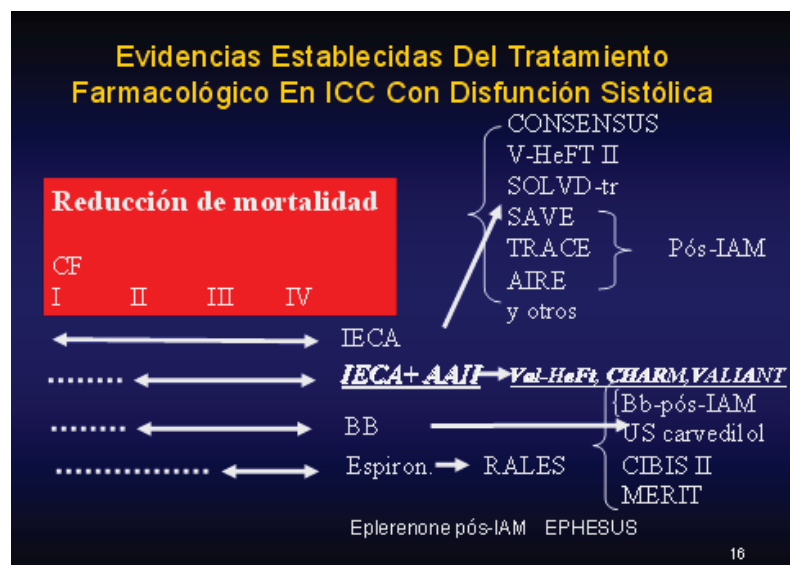 Evidencias Establecidas Del Tratamiento
Farmacológico En ICC Con Disfunción Sistólica
CONSENSUS
V-HeFT II
SOLVD-tr
SAVE
TRACE
AIRE
y otros
Pós-IAM
Reducción de mortalidad
CF
I II III IV
IECA
IECA+ AAII Val-HeFt, CHARM,VALIANT
BB
Bb-pós-IAM
US carvedilol
CIBIS II
MERIT
Espiron. RALES
Eplerenone pós-IAM EPHESUS
16